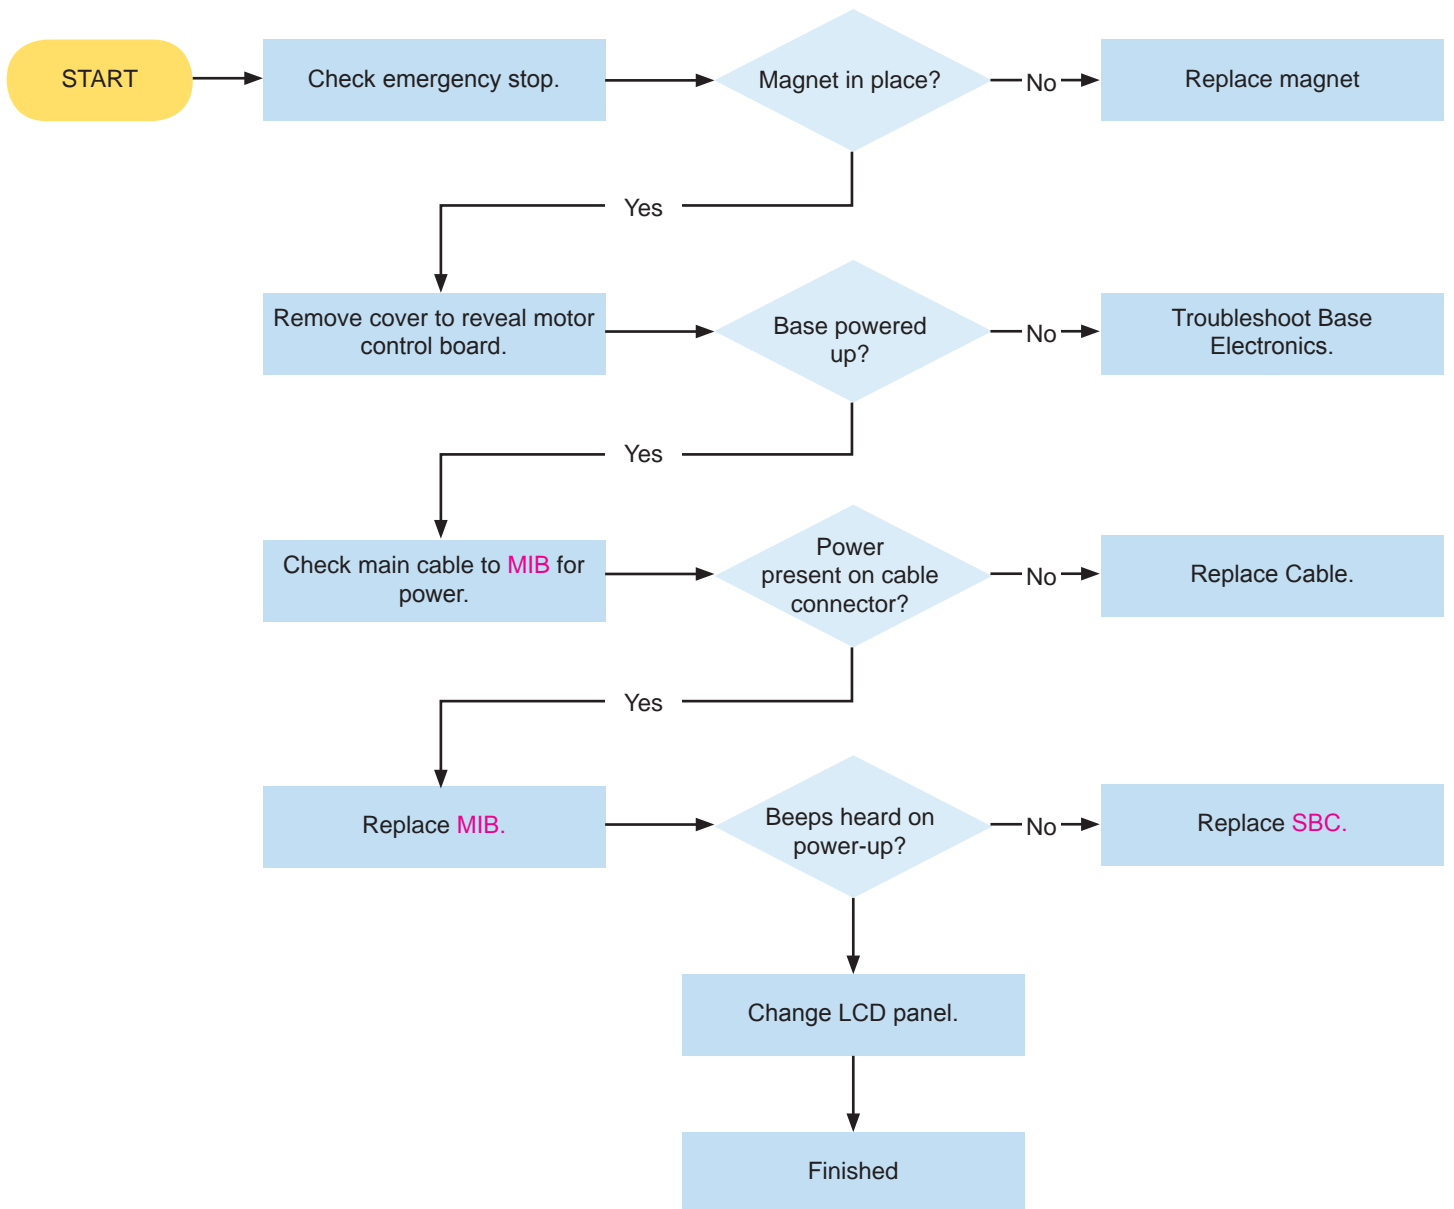 START
Check emergency stop.
Magnet in place?
No
Replace magnet
Yes
Remove cover to reveal motor
control board.
Base powered
up?
No
Troubleshoot Base
Electronics.
Yes
Check main cable to MIB for
power.
Power
present on cable
connector?
No
Replace Cable.
Yes
Replace MIB.
Beeps heard on
power-up?
No
Replace SBC.
Change LCD panel.
Finished